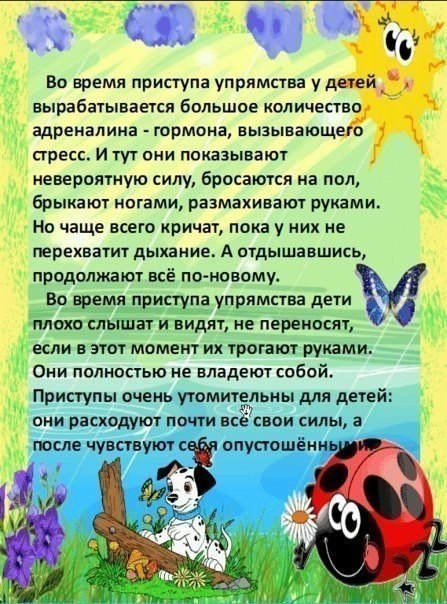 Во время приступа упрямства у детей
вырабатывается большое количество
адреналина - гормона, вызывающего
стресс. И тут они показывают
невероятную силу, бросаются на пол,
брыкают ногами, размахивают руками.
Но чаще всего кричат, пока у них не
перехватит дыхание. А отдышавшись,
продолжают всё по-новому.
Во время приступа упрямства дети
плохо слышат и видят, не переносят,
если в этот момент их трогают руками.
Они полностью не владеют собой.
Приступы очень утомительны для детей:
они расходуют почти все свои силы, а
после чувствуют себя опустошёнными.